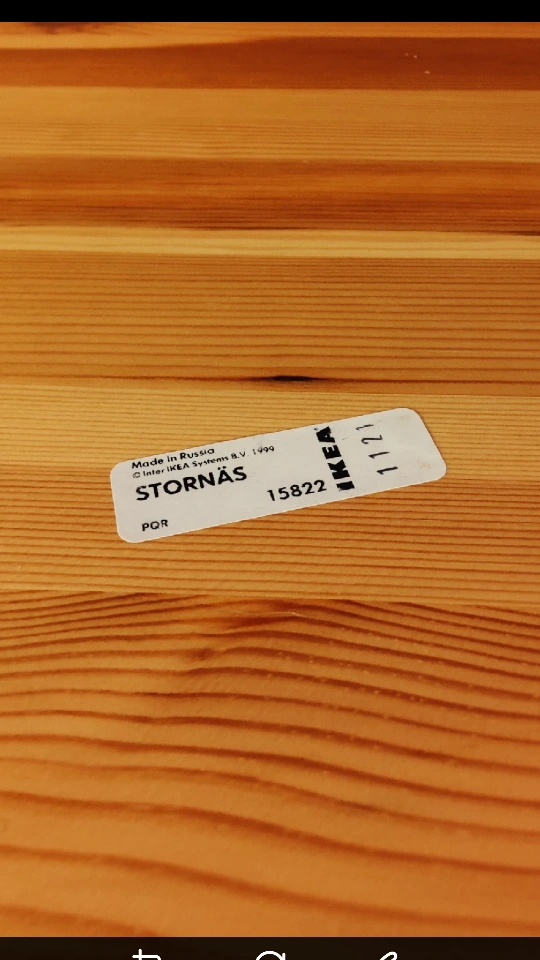 Made in Russia
© Inter IKEA Systems B.V. 1999
STORNÄS
15822
PQR
IKEA
1121